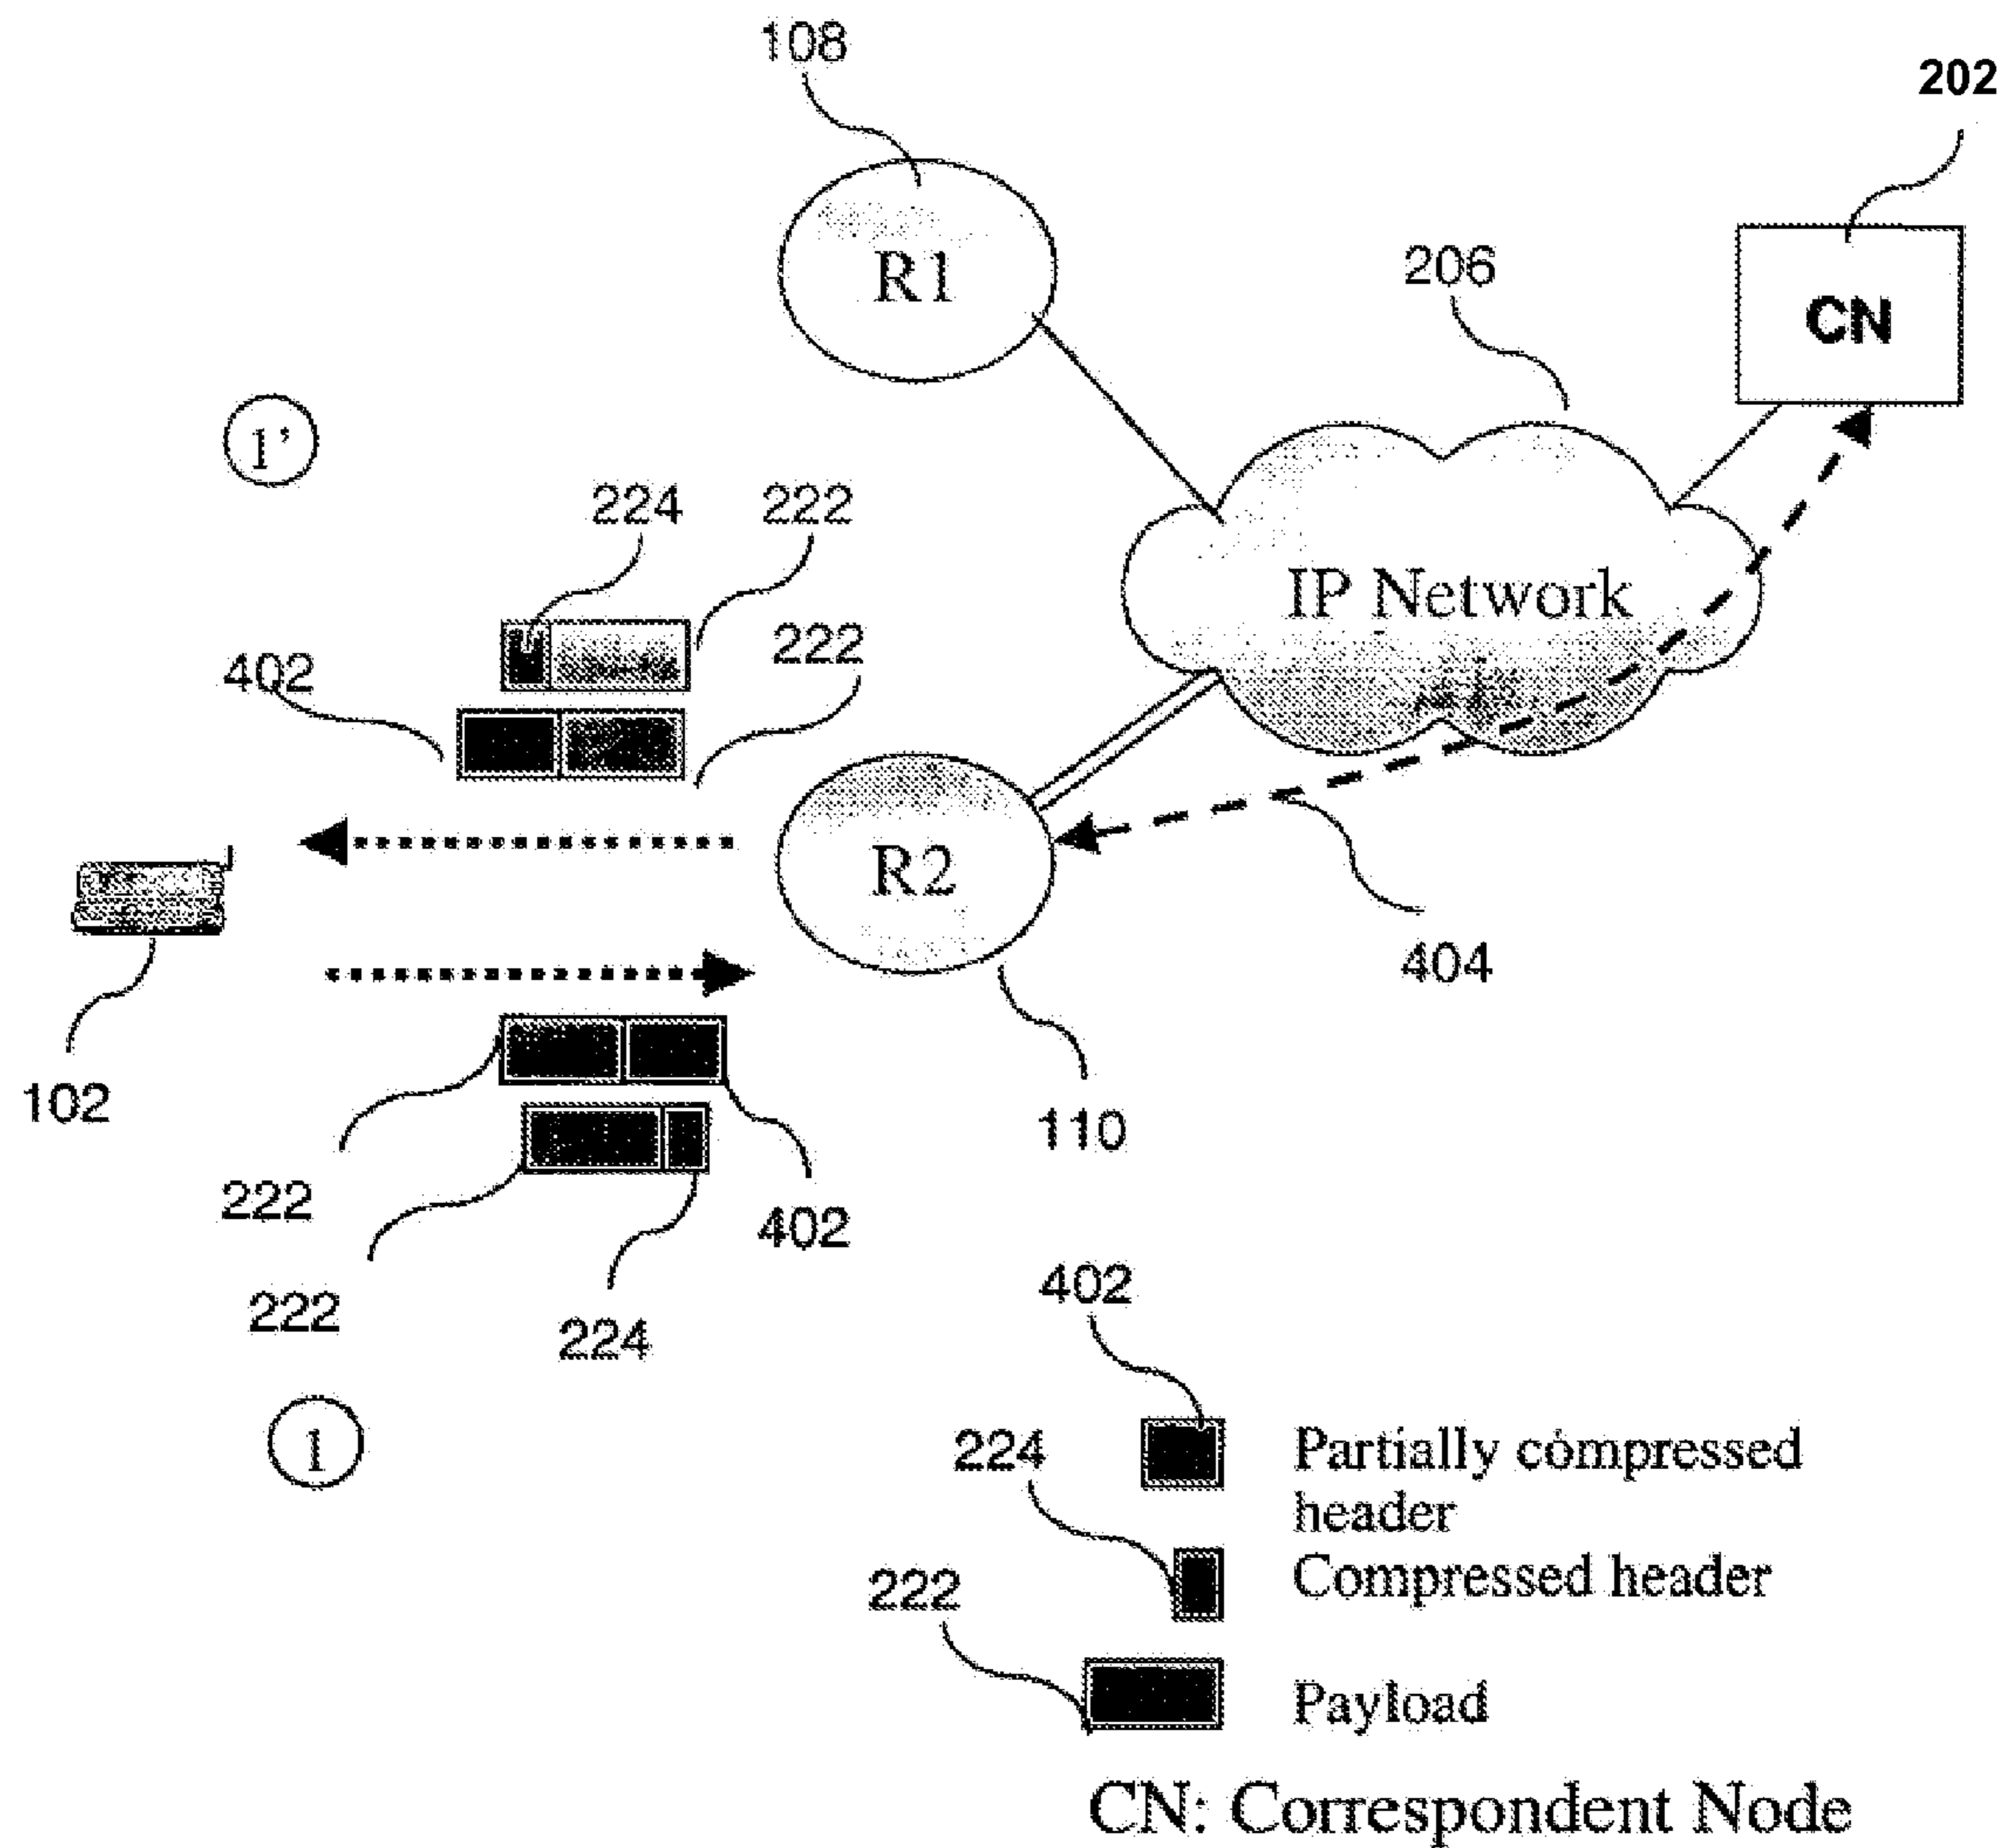 108
202
R1
206
CN
1’
224
222
IP Network
402
222
R2
404
102
110
222
402
222
224
402
1
224
Partially compressed
header
Compressed header
222
Payload
CN: Correspondent Node